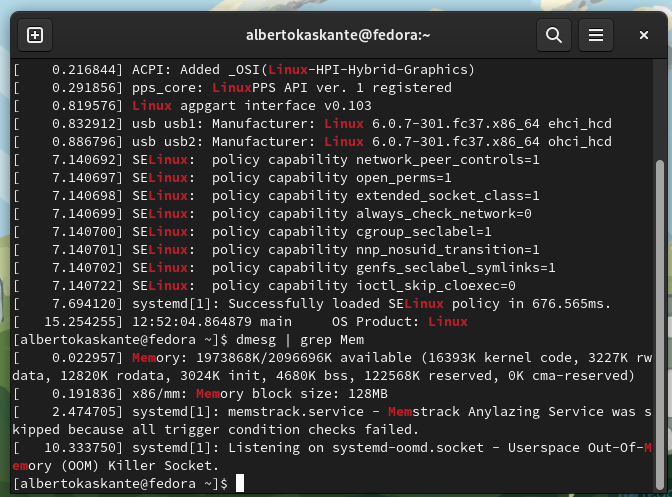 albertokaskante@fedora:~
[    0.216844] ACPI: Added _OSI(Linux-HPI-Hybrid-Graphics)
[    0.291856] pps_core: LinuxPPS API ver. 1 registered
[    0.819576] Linux agpgart interface v0.103
[    0.832912] usb usb1: Manufacturer: Linux 6.0.7-301.fc37.x86_64 ehci_hcd
[    0.886796] usb usb2: Manufacturer: Linux 6.0.7-301.fc37.x86_64 ohci_hcd
[    7.140692] SELinux:  policy capability network_peer_controls=1
[    7.140697] SELinux:  policy capability open_perms=1
[    7.140698] SELinux:  policy capability extended_socket_class=1
[    7.140699] SELinux:  policy capability always_check_network=0
[    7.140700] SELinux:  policy capability cgroup_seclabel=1
[    7.140701] SELinux:  policy capability nnp_nosuid_transition=1
[    7.140702] SELinux:  policy capability genfs_seclabel_symlinks=1
[    7.140722] SELinux:  policy capability ioctl_skip_cloexec=0
[    7.694120] systemd[1]: Successfully loaded SELinux policy in 676.565ms.
[   15.254255] 12:52:04.864879 main     OS Product: Linux
[albertokaskante@fedora ~]$ dmesg | grep Mem
[    0.022957] Memory: 1973868K/2096696K available (16393K kernel code, 3227K rw
data, 12820K rodata, 3024K init, 4680K bss, 122568K reserved, 0K cma-reserved)
[    0.191836] x86/mm: Memory block size: 128MB
[    2.474705] systemd[1]: memstrack.service - Memstrack Anylazing Service was s
kipped because all trigger condition checks failed.
[   10.333750] systemd[1]: Listening on systemd-oomd.socket - Userspace Out-Of-M
emory (OOM) Killer Socket.
[albertokaskante@fedora ~]$